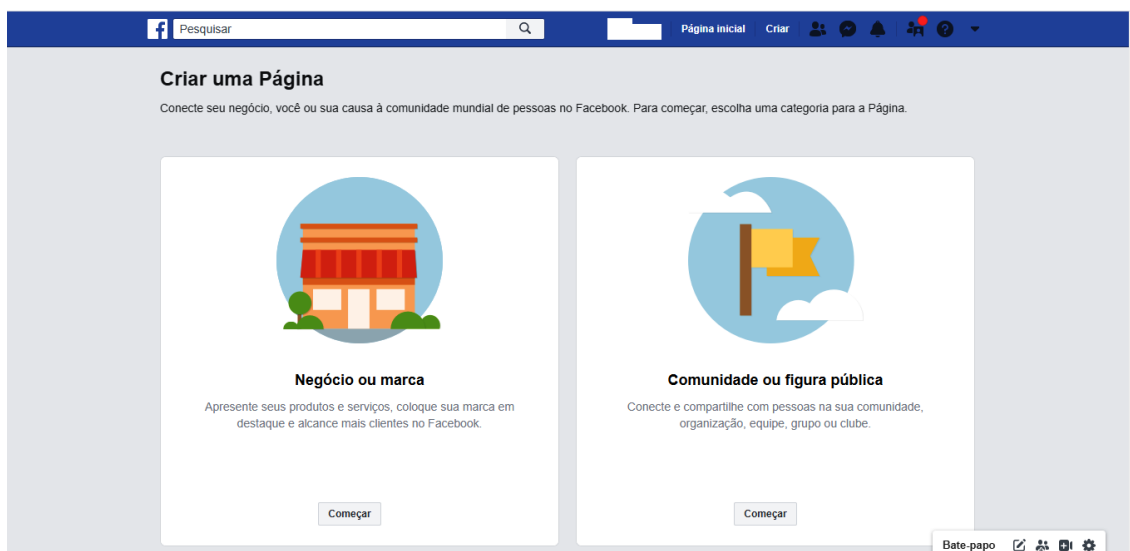 Pesquisar
Página inicial Criar
Criar uma Página
Conecte seu negócio, você ou sua causa à comunidade mundial de pessoas no Facebook. Para começar, escolha uma categoria para a Página.
Negócio ou marca
Apresente seus produtos e serviços, coloque sua marca em
destaque e alcance mais clientes no Facebook.
Começar
Comunidade ou figura pública
Conecte e compartilhe com pessoas na sua comunidade,
organização, equipe, grupo ou clube.
Começar
Bate-papo